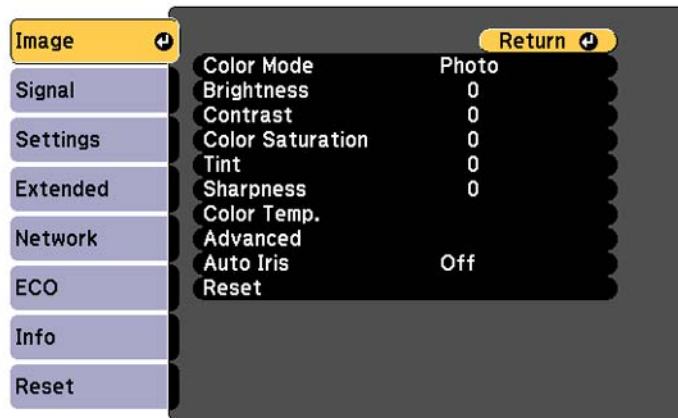 Image
Signal
Settings
Extended
Network
ECO
Info
Reset
Return
Color Mode Photo
Brightness 0
Contrast 0
Color Saturation 0
Tint 0
Sharpness 0
Color Temp.
Advanced
Auto Iris Off
Reset